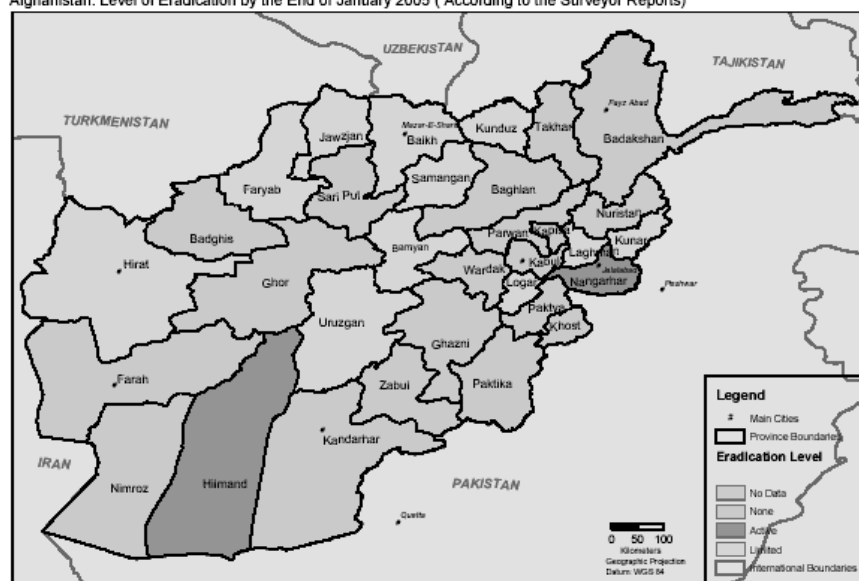 Afghanistan: Level of Eradication by the End of January 2005 ( According to the Surveyor Reports)
UZBEKISTAN
TAJIKISTAN
TURKMENISTAN
Fayz Abad
Mazar-E-Sharif
Jawzjan
Balkh
Kunduz
Takhar
Badakshan
Samangan
Faryab
Sari Pul
Baghlan
Nuristan
Badghis
Parwan
Kapisa
Kunar
Bamyan
Laghman
Hirat
Wardak
Kabul
Jalalabad
Ghor
Logar
Nangarhar
Peshwar
Uruzgan
Paktya
Khost
Ghazni
Farah
Zabul
Paktika
Kandarhar
IRAN
Nimroz
Hilmand
PAKISTAN
Quetta
0 50 100
Kilometers
Geographic Projection
Datum: WGS 84
Legend
# Main Cities
Province Boundaries
Eradication Level
No Data
None
Active
Limited
International Boundaries